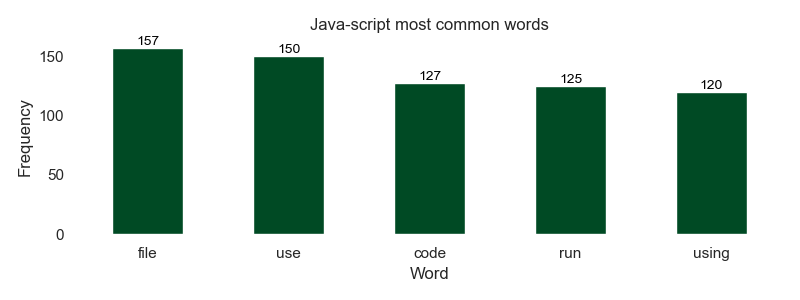 Java-script most common words
157
150
127
125
120
150
100
50
0
Frequency
file
use
code
run
using
Word